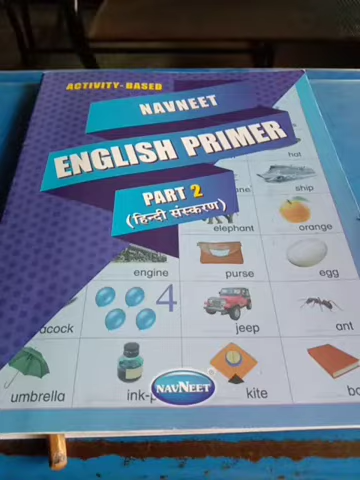 ACTIVITY-BASED
NAVNEET
ENGLISH PRIMER
PART 2
(हिन्दी संस्करण)
hut
ship
elephant
orange
engine
purse
egg
4
jeep
ant
umbrella
kite
NAVNEET